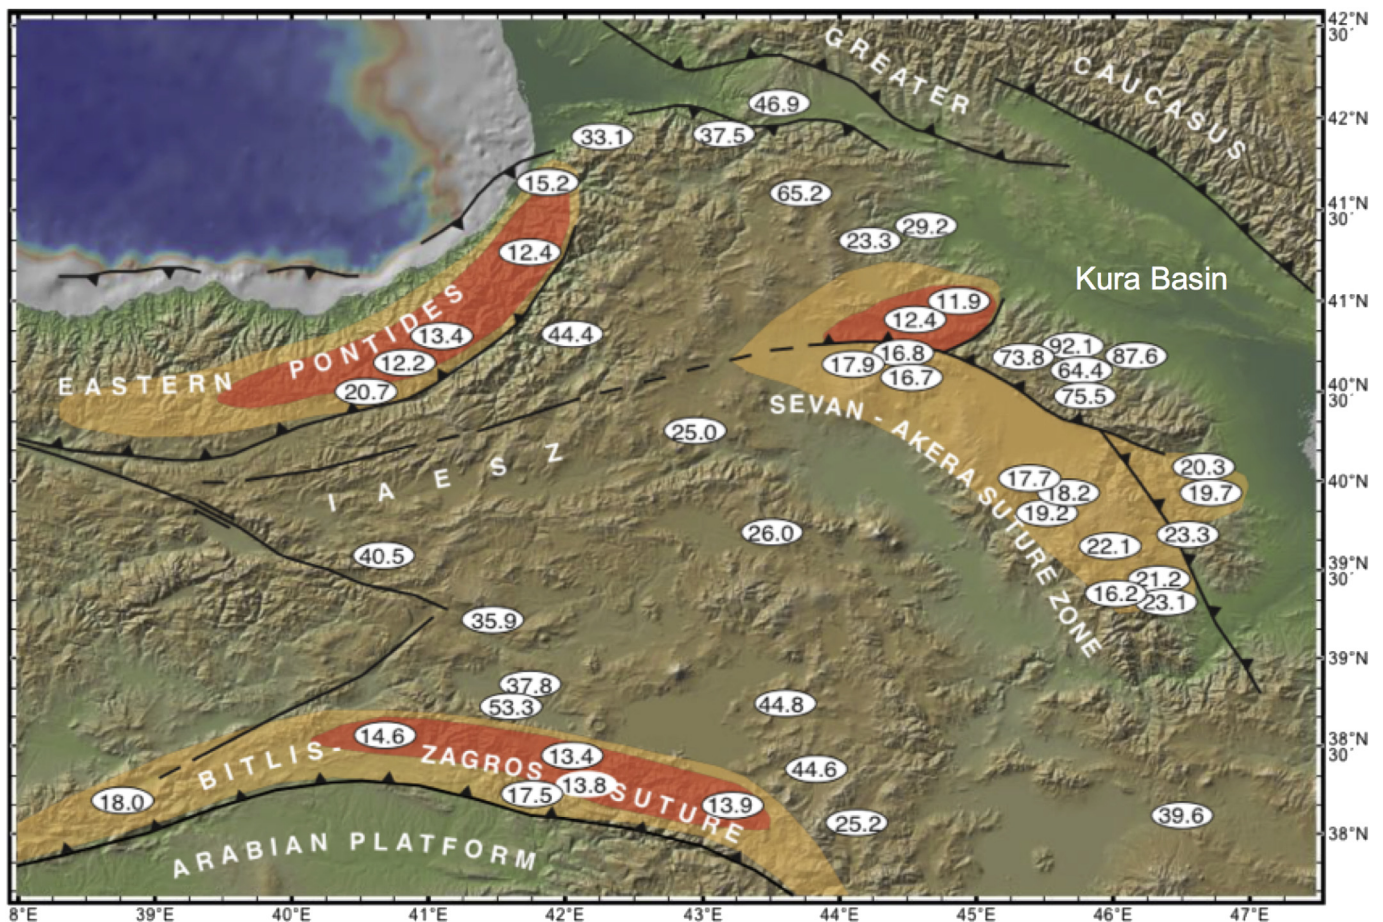 42°N
30´
GREATER
CAUCASUS
46.9
42°N
33.1
37.5
15.2
65.2
41°N
30´
29.2
23.3
12.4
Kura Basin
41°N
11.9
12.4
PONTIDES
13.4
44.4
92.1
73.8
87.6
16.8
17.9
64.4
12.2
16.7
EASTERN
20.7
75.5
40°N
30´
SEVAN - AKERA SUTURE ZONE
25.0
IAESZ
20.3
17.7
40°N
18.2
19.7
19.2
26.0
23.3
22.1
40.5
39°N
30´
21.2
16.2
23.1
35.9
39°N
37.8
53.3
44.8
14.6
38°N
30´
BITLIS-
ZAGROS
SUTURE
13.4
44.6
13.8
17.5
18.0
13.9
39.6
25.2
38°N
ARABIAN PLATFORM
8°E
39°E
40°E
41°E
42°E
43°E
44°E
45°E
46°E
47°E